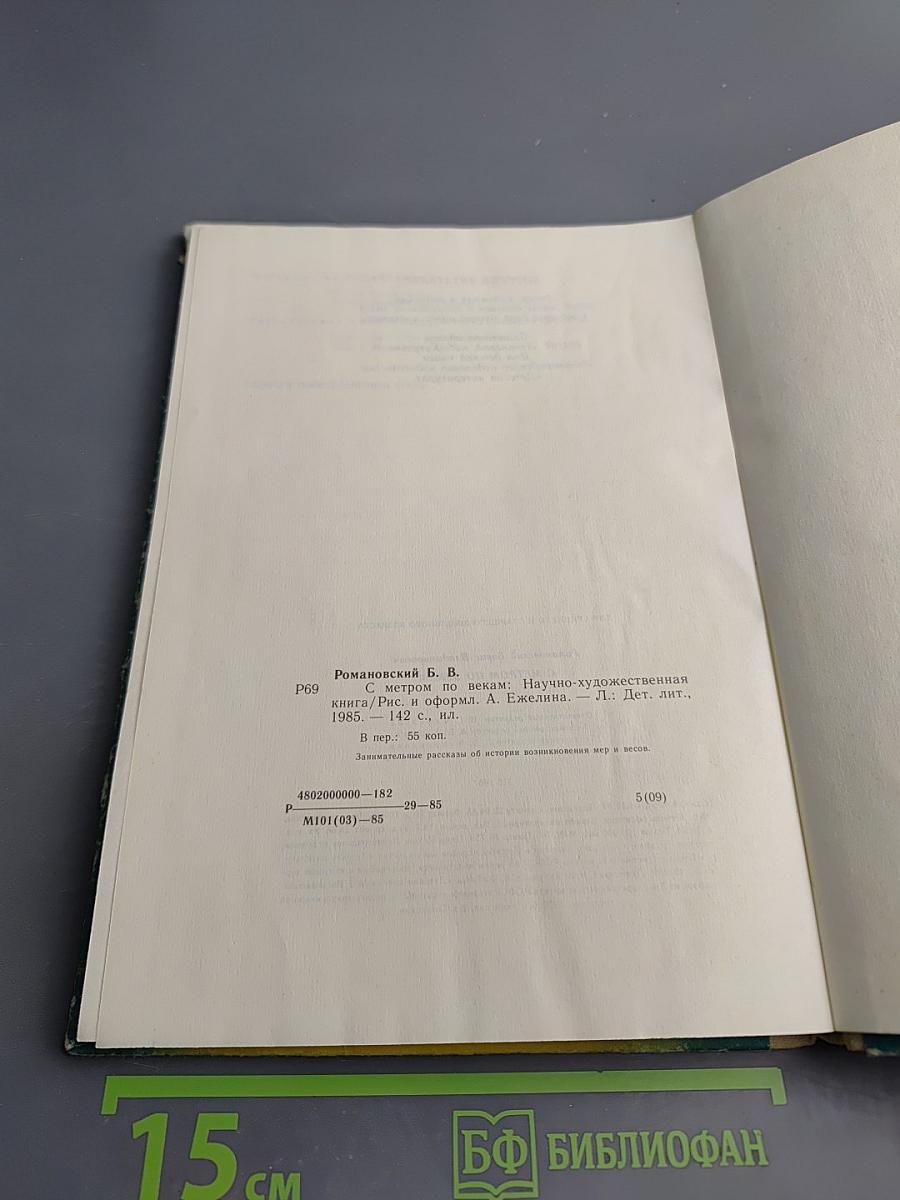 Романовский Б. В.
Р69 С метром по векам: Научно-художественная
книга/Рис. и оформл. А. Ежелина. — Л.: Дет. лит.,
1985. — 142 с., ил.
В пер.: 55 коп.
Занимательные рассказы об истории возникновения мер и весов.
4802000000—182
Р——————29—85 5(09)
М101(03)—85
15 см
БФ БИБЛИОФАН